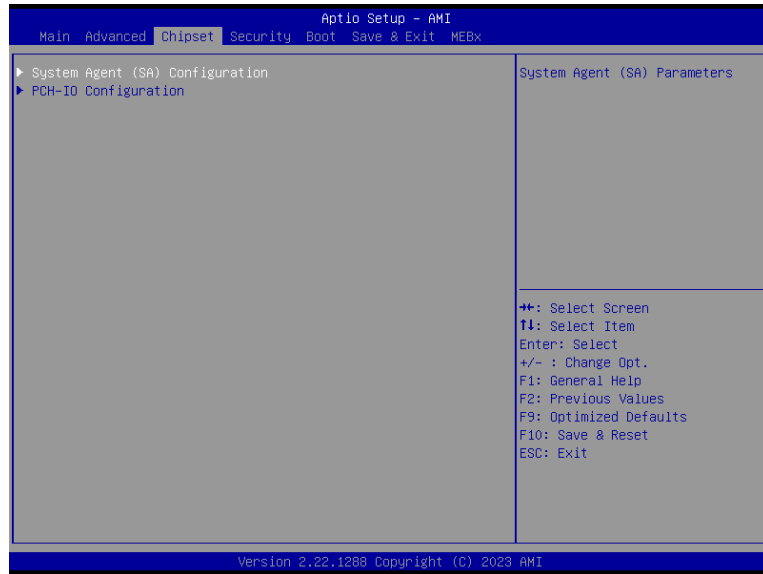 Aptio Setup – AMI
Main Advanced Chipset Security Boot Save & Exit MEBx
System Agent (SA) Configuration
PCH-IO Configuration
System Agent (SA) Parameters
→←: Select Screen
↑↓: Select Item
Enter: Select
+/- : Change Opt.
F1: General Help
F2: Previous Values
F9: Optimized Defaults
F10: Save & Reset
ESC: Exit
Version 2.22.1288 Copyright (C) 2023 AMI